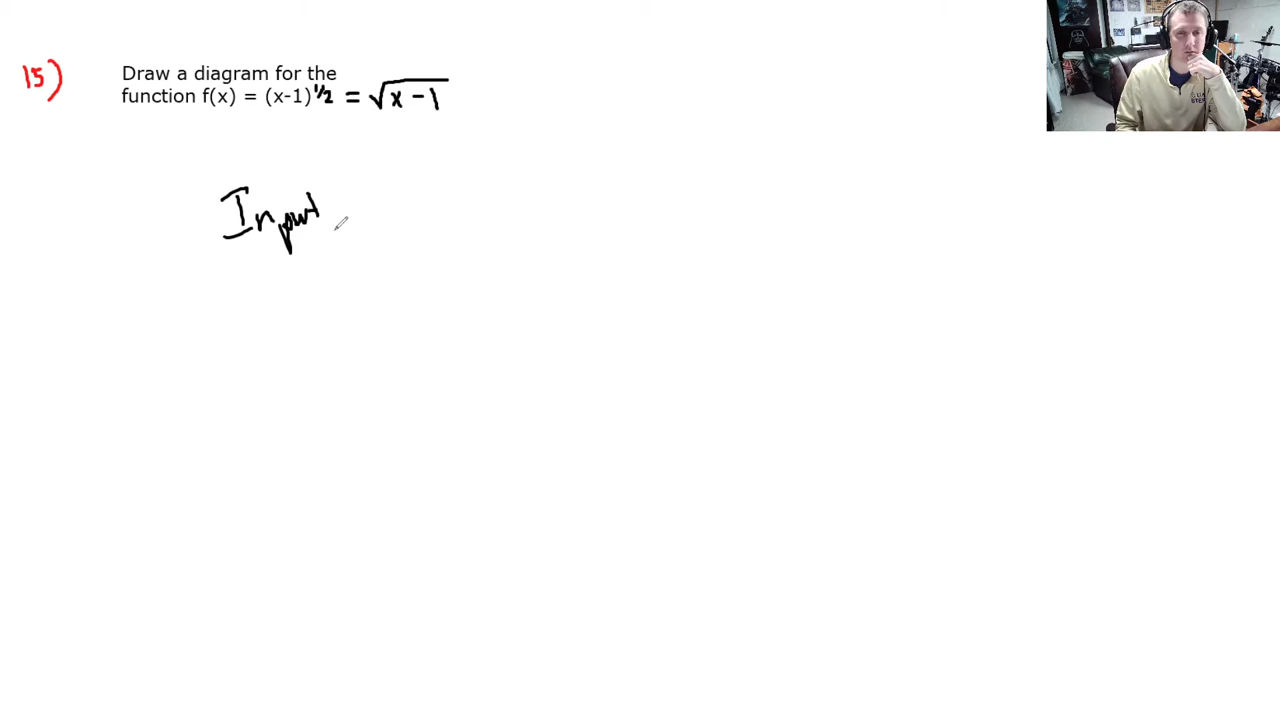 15) Draw a diagram for the
function f(x) = (x-1)^1/2 = √x - 1
Input